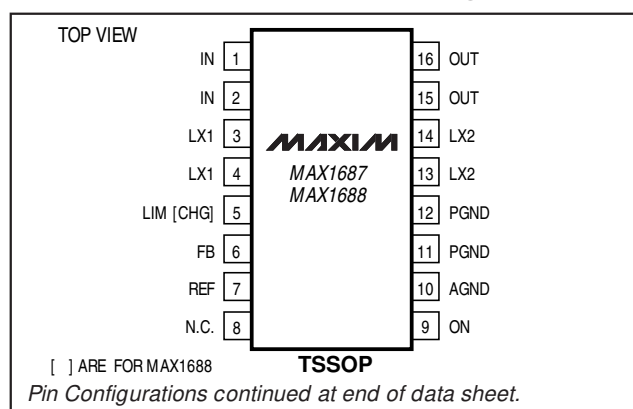 TOP VIEW
IN 1
IN 2
LX1 3
LX1 4
LIM [CHG] 5
FB 6
REF 7
N.C. 8
MAXIM
MAX1687
MAX1688
16 OUT
15 OUT
14 LX2
13 LX2
12 PGND
11 PGND
10 AGND
9 ON
TSSOP
[ ] ARE FOR MAX1688
Pin Configurations continued at end of data sheet.